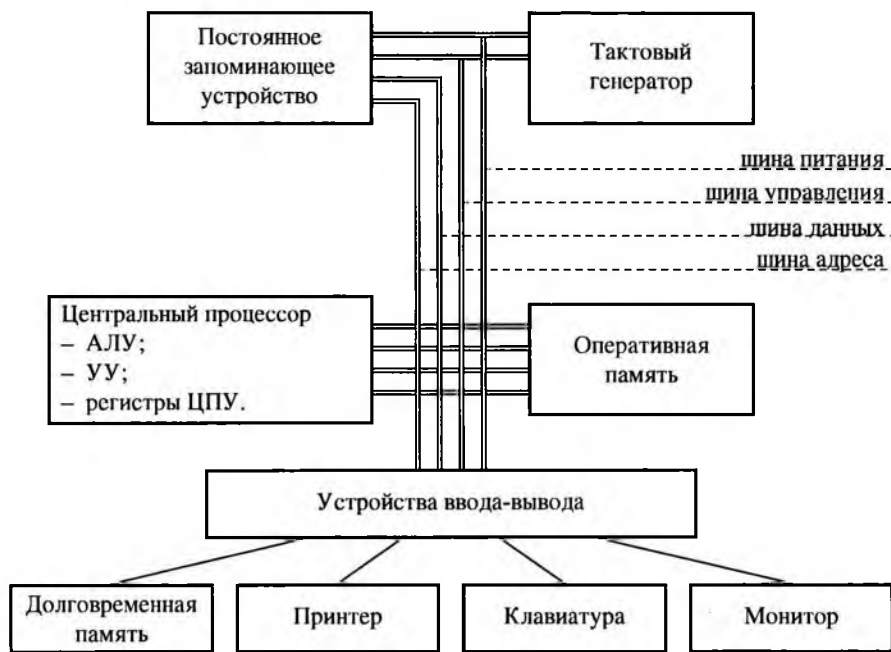 Постоянное
запоминающее
устройство
Тактовый
генератор
шина питания
шина управления
шина данных
шина адреса
Центральный процессор
– АЛУ;
– УУ;
– регистры ЦПУ.
Оперативная
память
Устройства ввода-вывода
Долговременная
память
Принтер
Клавиатура
Монитор